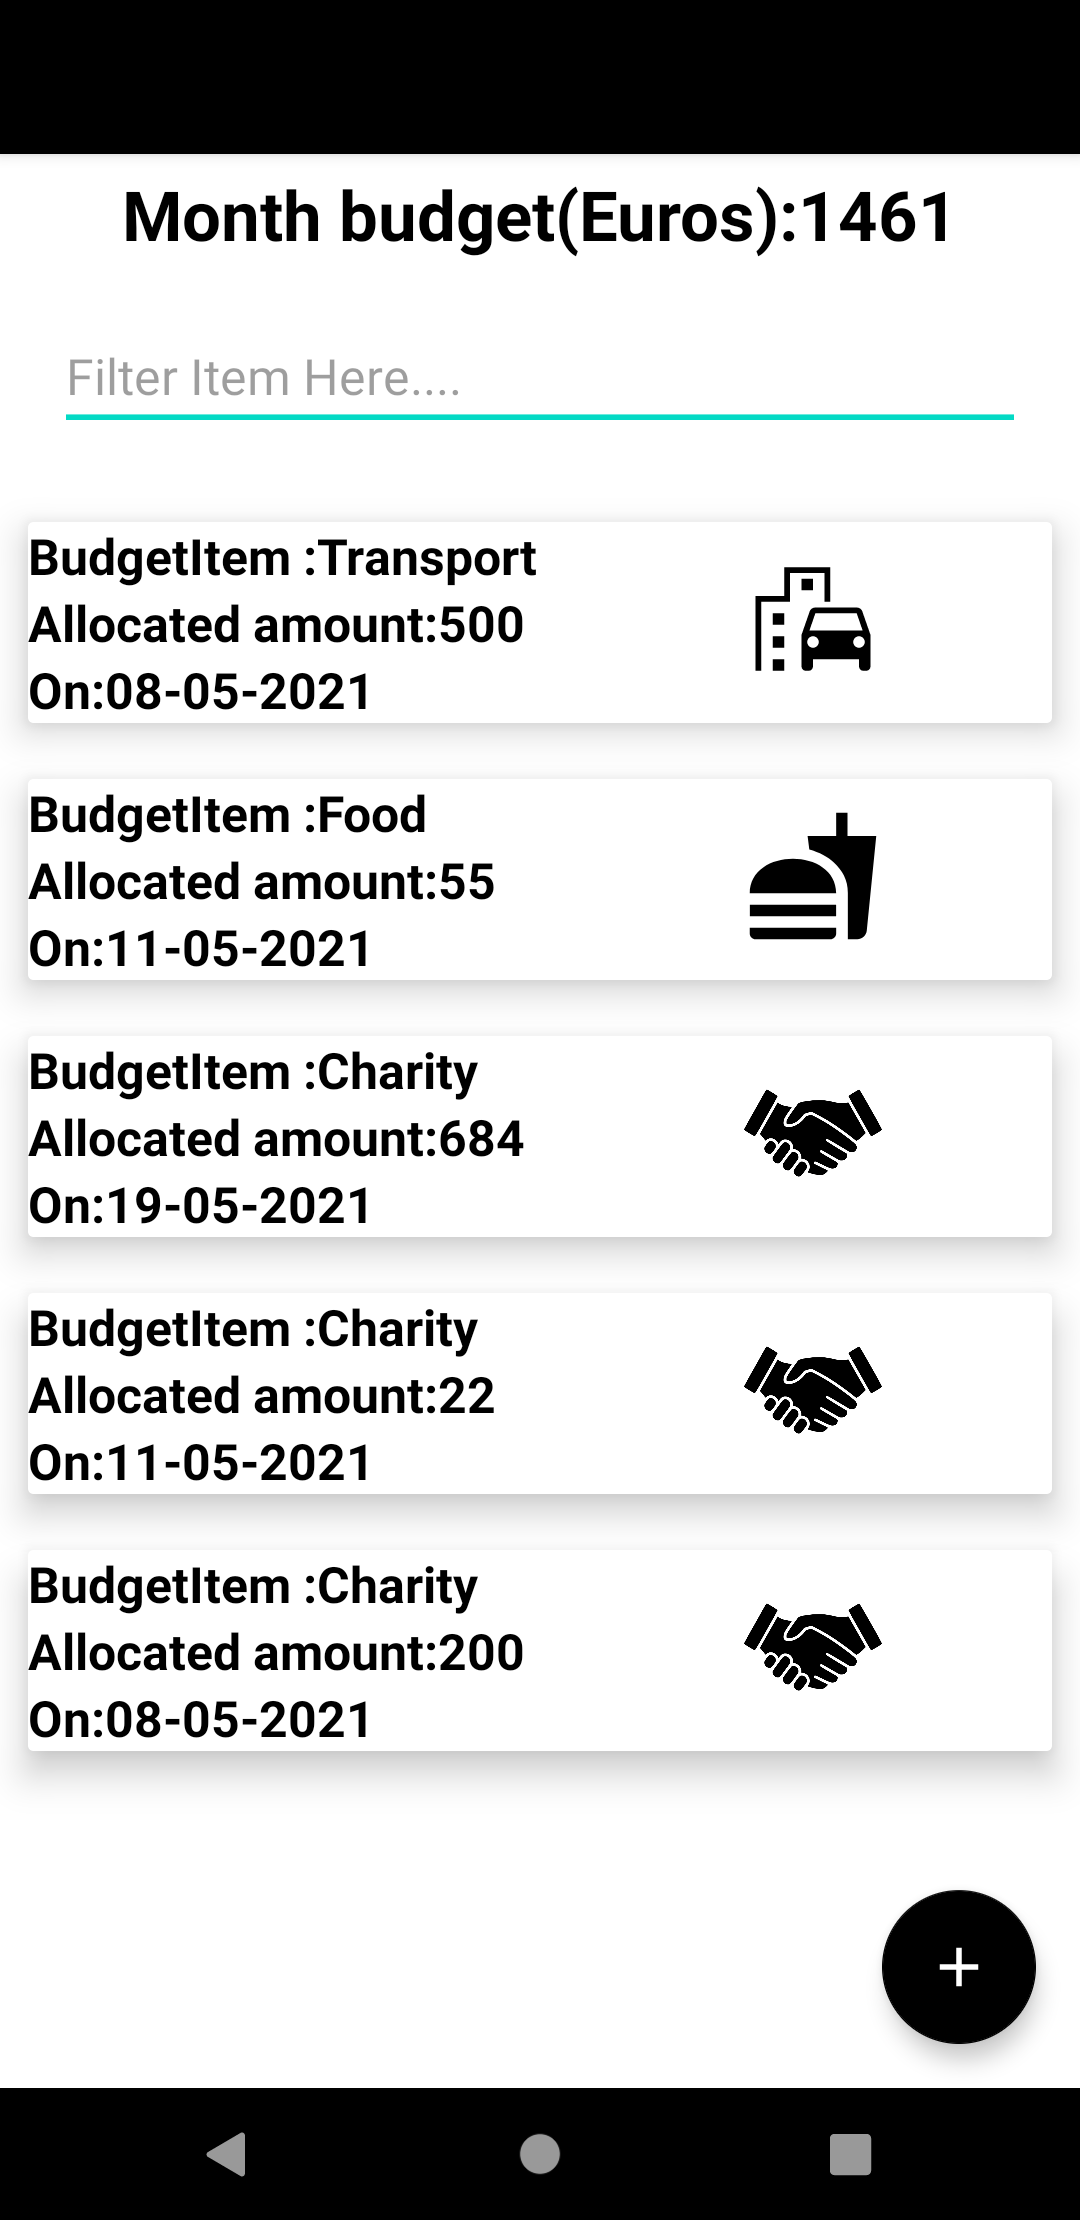 Month budget(Euros):1461
Filter Item Here....
BudgetItem :Transport
Allocated amount:500
On:08-05-2021
BudgetItem :Food
Allocated amount:55
On:11-05-2021
BudgetItem :Charity
Allocated amount:684
On:19-05-2021
BudgetItem :Charity
Allocated amount:22
On:11-05-2021
BudgetItem :Charity
Allocated amount:200
On:08-05-2021